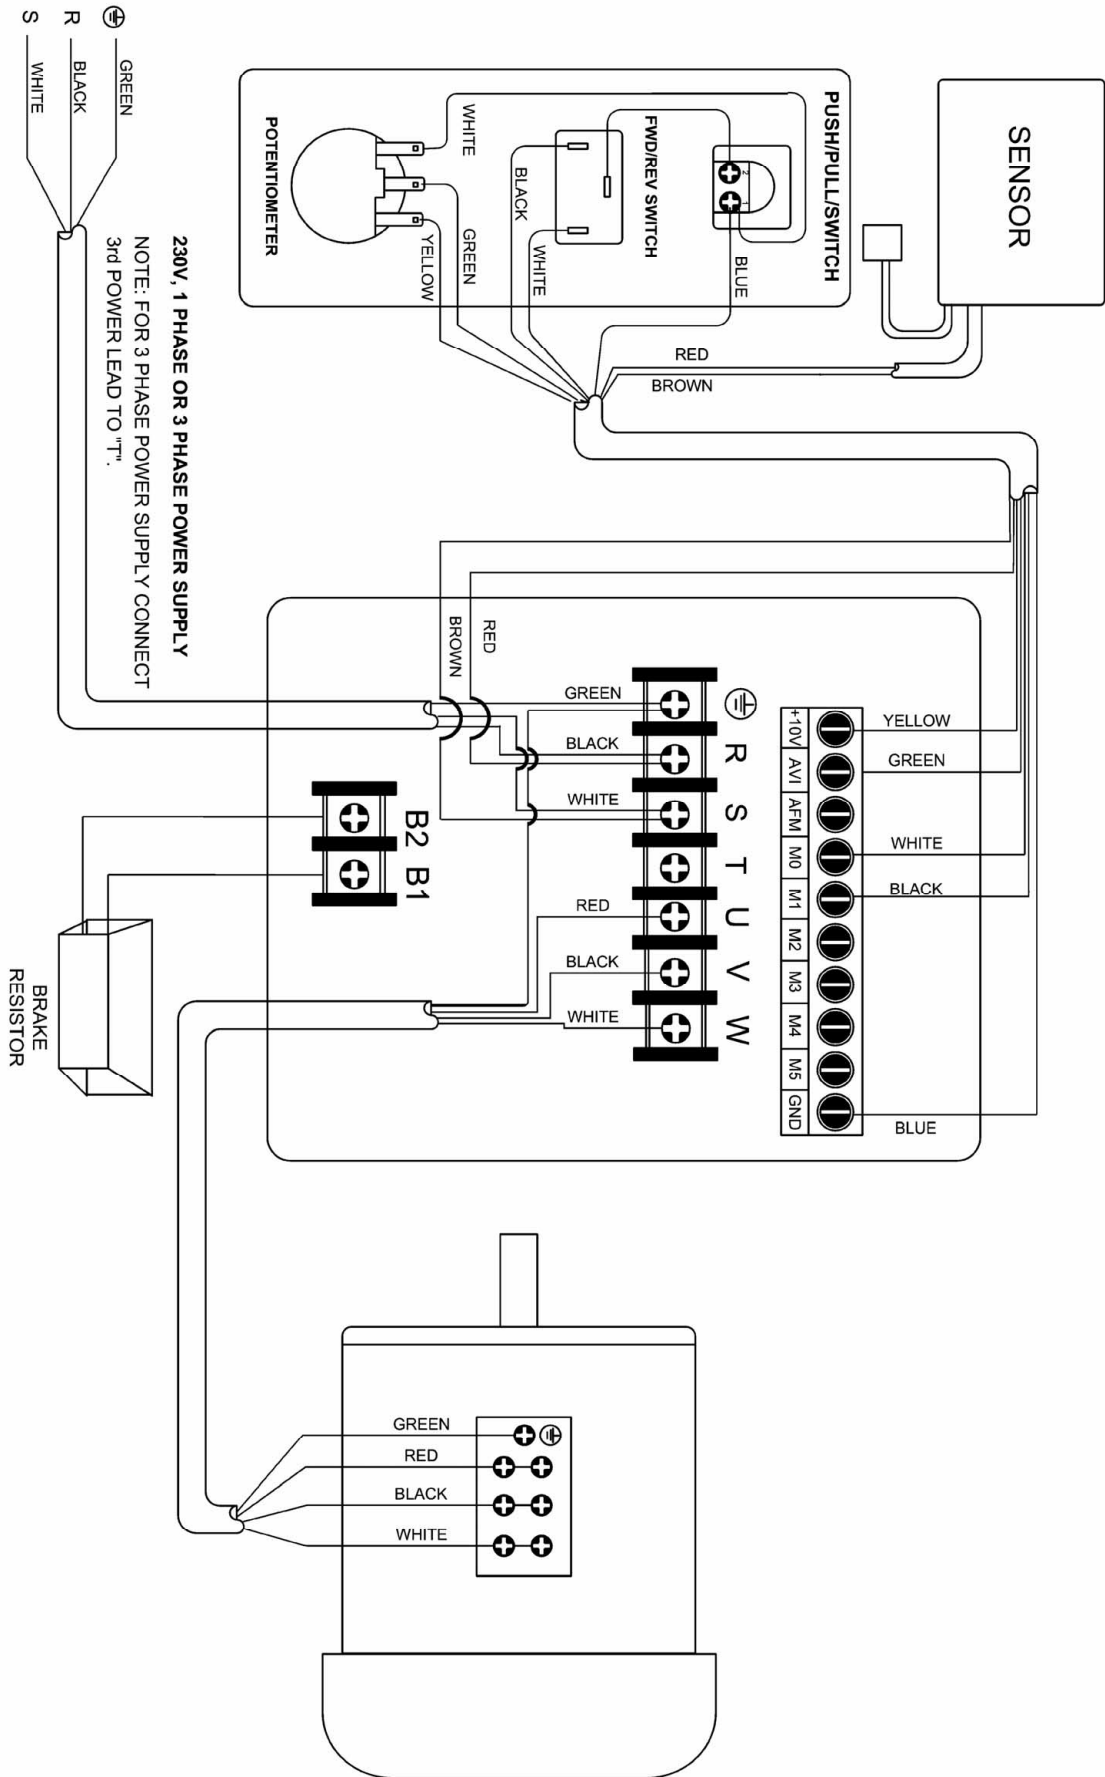 SENSOR
PUSH/PULL/SWITCH
2
1
BLUE
FWD/REV SWITCH
BLACK
WHITE
POTENTIOMETER
WHITE
GREEN
YELLOW
RED
BROWN
GREEN
BLACK
WHITE
R
S
230V, 1 PHASE OR 3 PHASE POWER SUPPLY
NOTE: FOR 3 PHASE POWER SUPPLY CONNECT
3rd POWER LEAD TO "T".
RED
BROWN
GREEN
BLACK
WHITE
RED
BLACK
WHITE
R
S
T
U
V
W
+10V
AVI
AFM
M0
M1
M2
M3
M4
M5
GND
YELLOW
GREEN
WHITE
BLACK
BLUE
B2
B1
BRAKE
RESISTOR
GREEN
RED
BLACK
WHITE